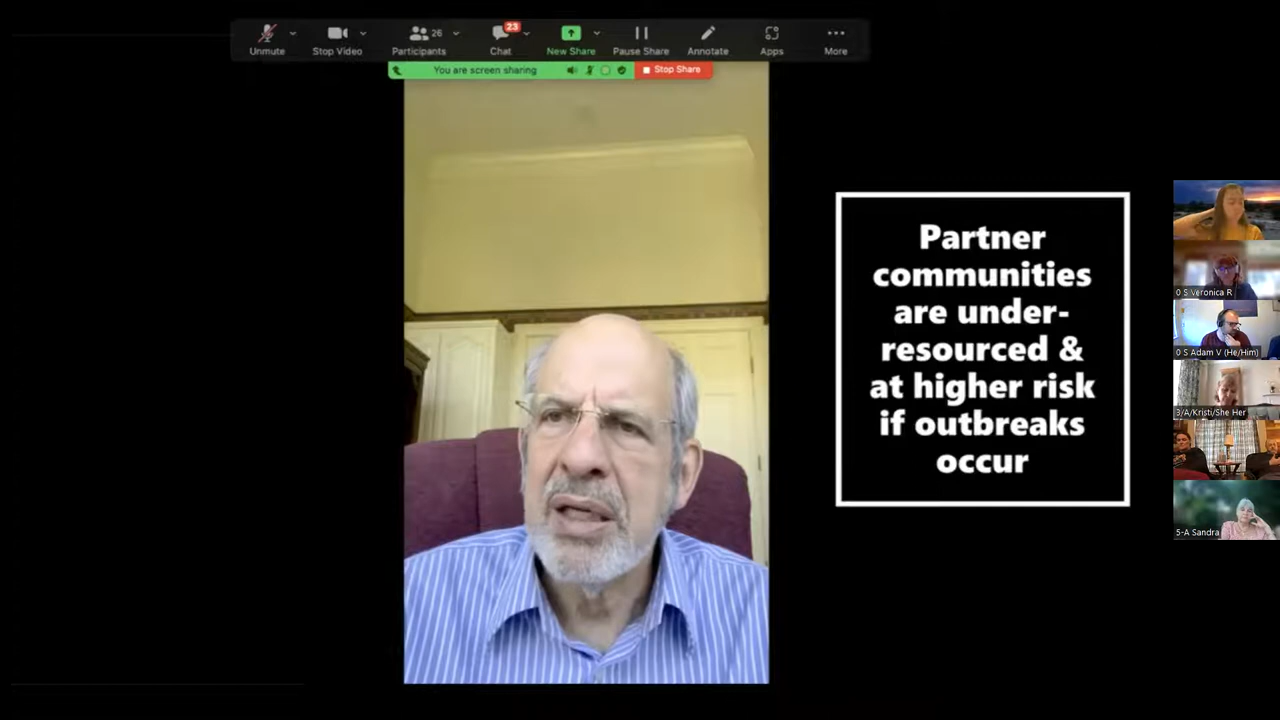 26
23
Unmute
Stop Video
Participants
Chat
New Share
Pause Share
Annotate
Apps
More
You are screen sharing
Stop Share
Partner
communities
are under-
resourced &
at higher risk
if outbreaks
occur
0 S Veronica R
0 S Adam V (He/Him)
3/A/Kristi/She Her
5-A Sandra